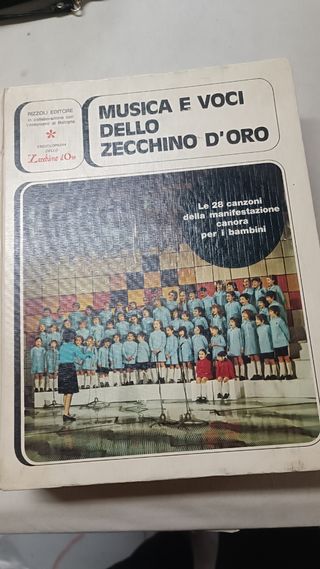 RIZZOLI EDITORE
in collaborazione con
l'Antoniano di Bologna
ENCICLOPEDIA
DELLO
Zecchino d'Oro
MUSICA E VOCI
DELLO
ZECCHINO D'ORO
Le 28 canzoni
della manifestazione
canora
per i bambini